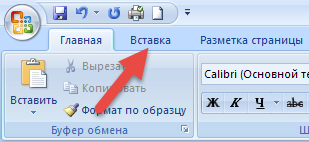 Главная Вставка Разметка страницы
Вставить
Вырезать
Копировать
Формат по образцу
Буфер обмена
Calibri (Основной те
Ж К Ч abc
Ш